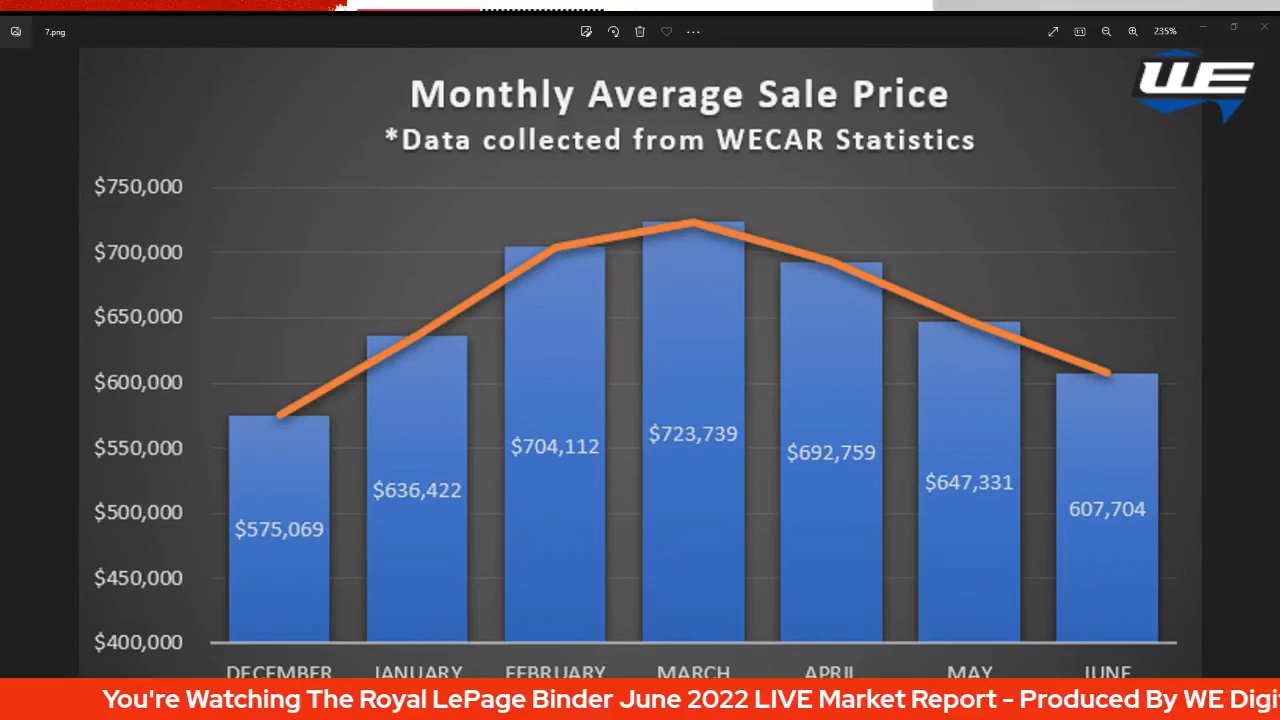 7.png
235%
WE
Monthly Average Sale Price
*Data collected from WECAR Statistics
$750,000
$700,000
$650,000
$600,000
$550,000
$500,000
$450,000
$400,000
$575,069
$636,422
$704,112
$723,739
$692,759
$647,331
607,704
DECEMBER JANUARY FEBRUARY MARCH APRIL MAY JUNE
You're Watching The Royal LePage Binder June 2022 LIVE Market Report - Produced By WE Digi